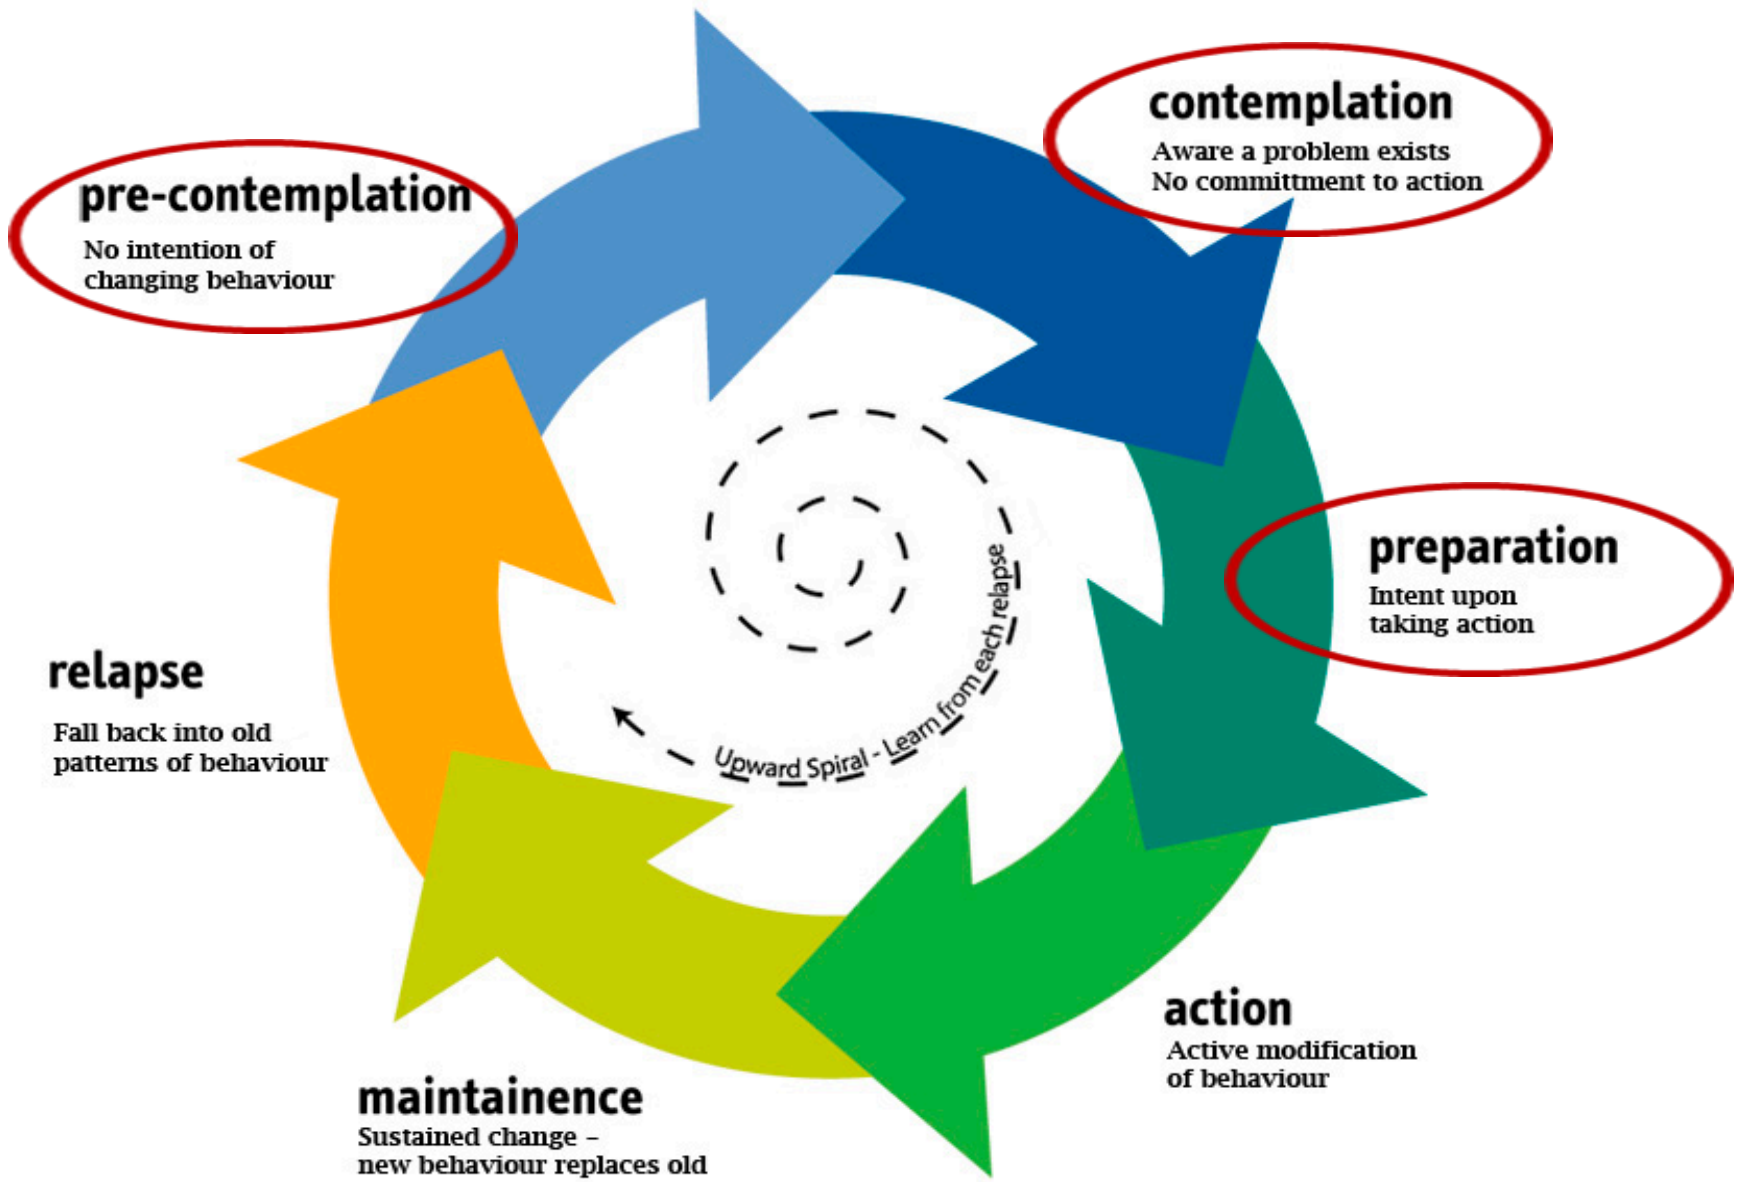 pre-contemplation
No intention of
changing behaviour
contemplation
Aware a problem exists
No committment to action
preparation
Intent upon
taking action
action
Active modification
of behaviour
maintainence
Sustained change –
new behaviour replaces old
relapse
Fall back into old
patterns of behaviour
Upward Spiral - Learn from each relapse